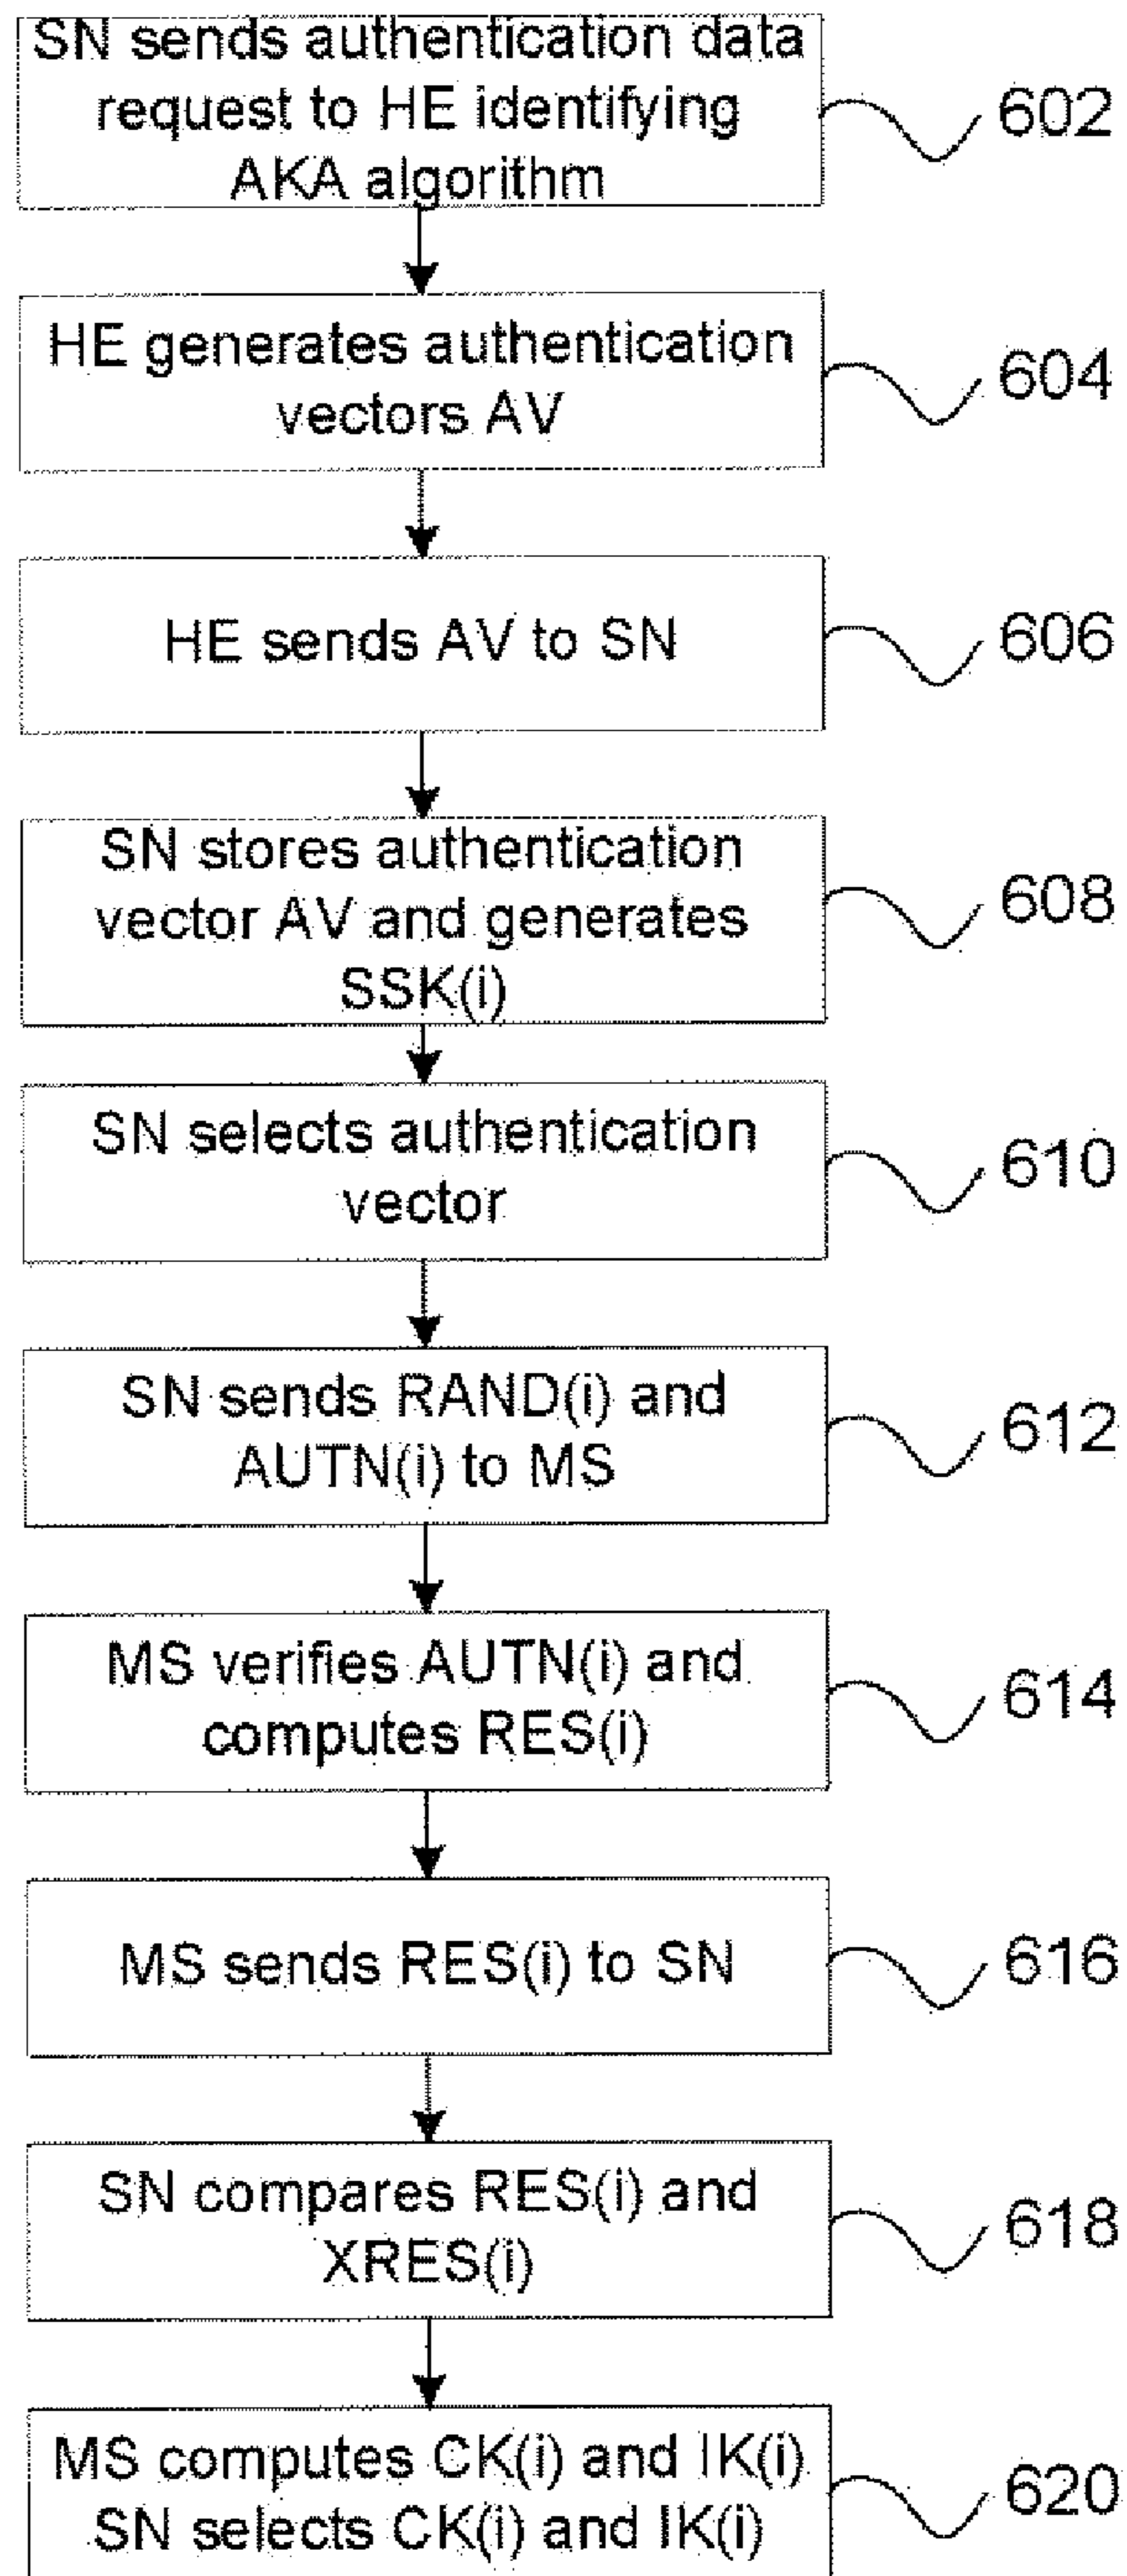 SN sends authentication data
request to HE identifying
AKA algorithm
602
HE generates authentication
vectors AV
604
HE sends AV to SN
606
SN stores authentication
vector AV and generates
SSK(i)
608
SN selects authentication
vector
610
SN sends RAND(i) and
AUTN(i) to MS
612
MS verifies AUTN(i) and
computes RES(i)
614
MS sends RES(i) to SN
616
SN compares RES(i) and
XRES(i)
618
MS computes CK(i) and IK(i)
SN selects CK(i) and IK(i)
620